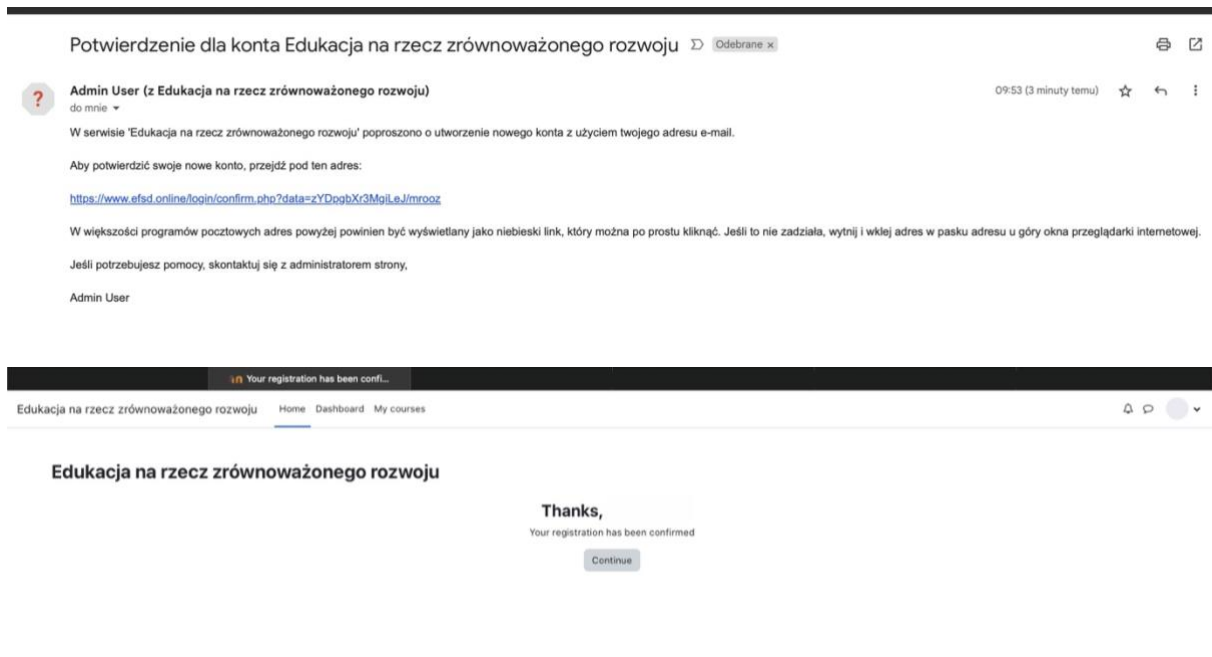 Potwierdzenie dla konta Edukacja na rzecz zrównoważonego rozwoju Odebrane x
Admin User (z Edukacja na rzecz zrównoważonego rozwoju) 09:53 (3 minuty temu)
do mnie
W serwisie 'Edukacja na rzecz zrównoważonego rozwoju' poproszono o utworzenie nowego konta z użyciem twojego adresu e-mail.
Aby potwierdzić swoje nowe konto, przejdź pod ten adres:
https://www.efsd.online/login/confirm.php?data=zYDpgbXr3MgiLeJ/mrooz
W większości programów pocztowych adres powyżej powinien być wyświetlany jako niebieski link, który można po prostu kliknąć. Jeśli to nie zadziała, wytnij i wklej adres w pasku adresu u góry okna przeglądarki internetowej.
Jeśli potrzebujesz pomocy, skontaktuj się z administratorem strony,
Admin User
Your registration has been confi...
Edukacja na rzecz zrównoważonego rozwoju Home Dashboard My courses
Edukacja na rzecz zrównoważonego rozwoju
Thanks,
Your registration has been confirmed
Continue